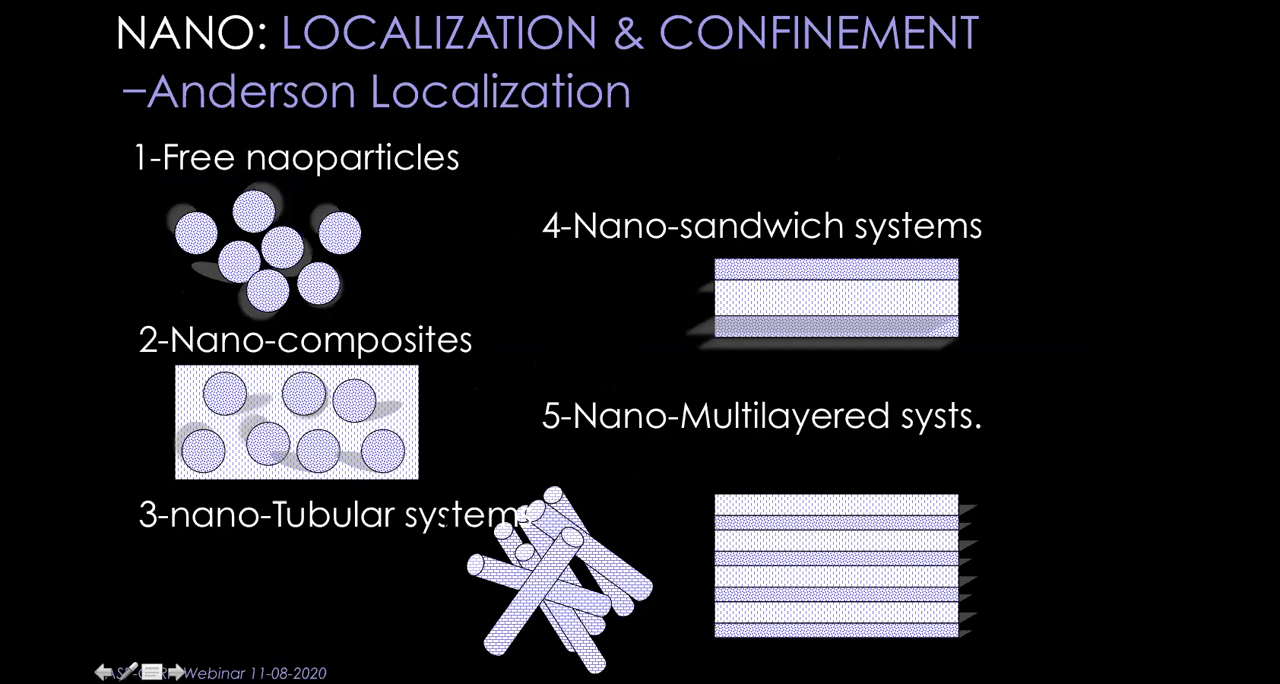 NANO: LOCALIZATION & CONFINEMENT
–Anderson Localization
1-Free naoparticles
4-Nano-sandwich systems
2-Nano-composites
5-Nano-Multilayered systs.
3-nano-Tubular systems
Webinar 11-08-2020